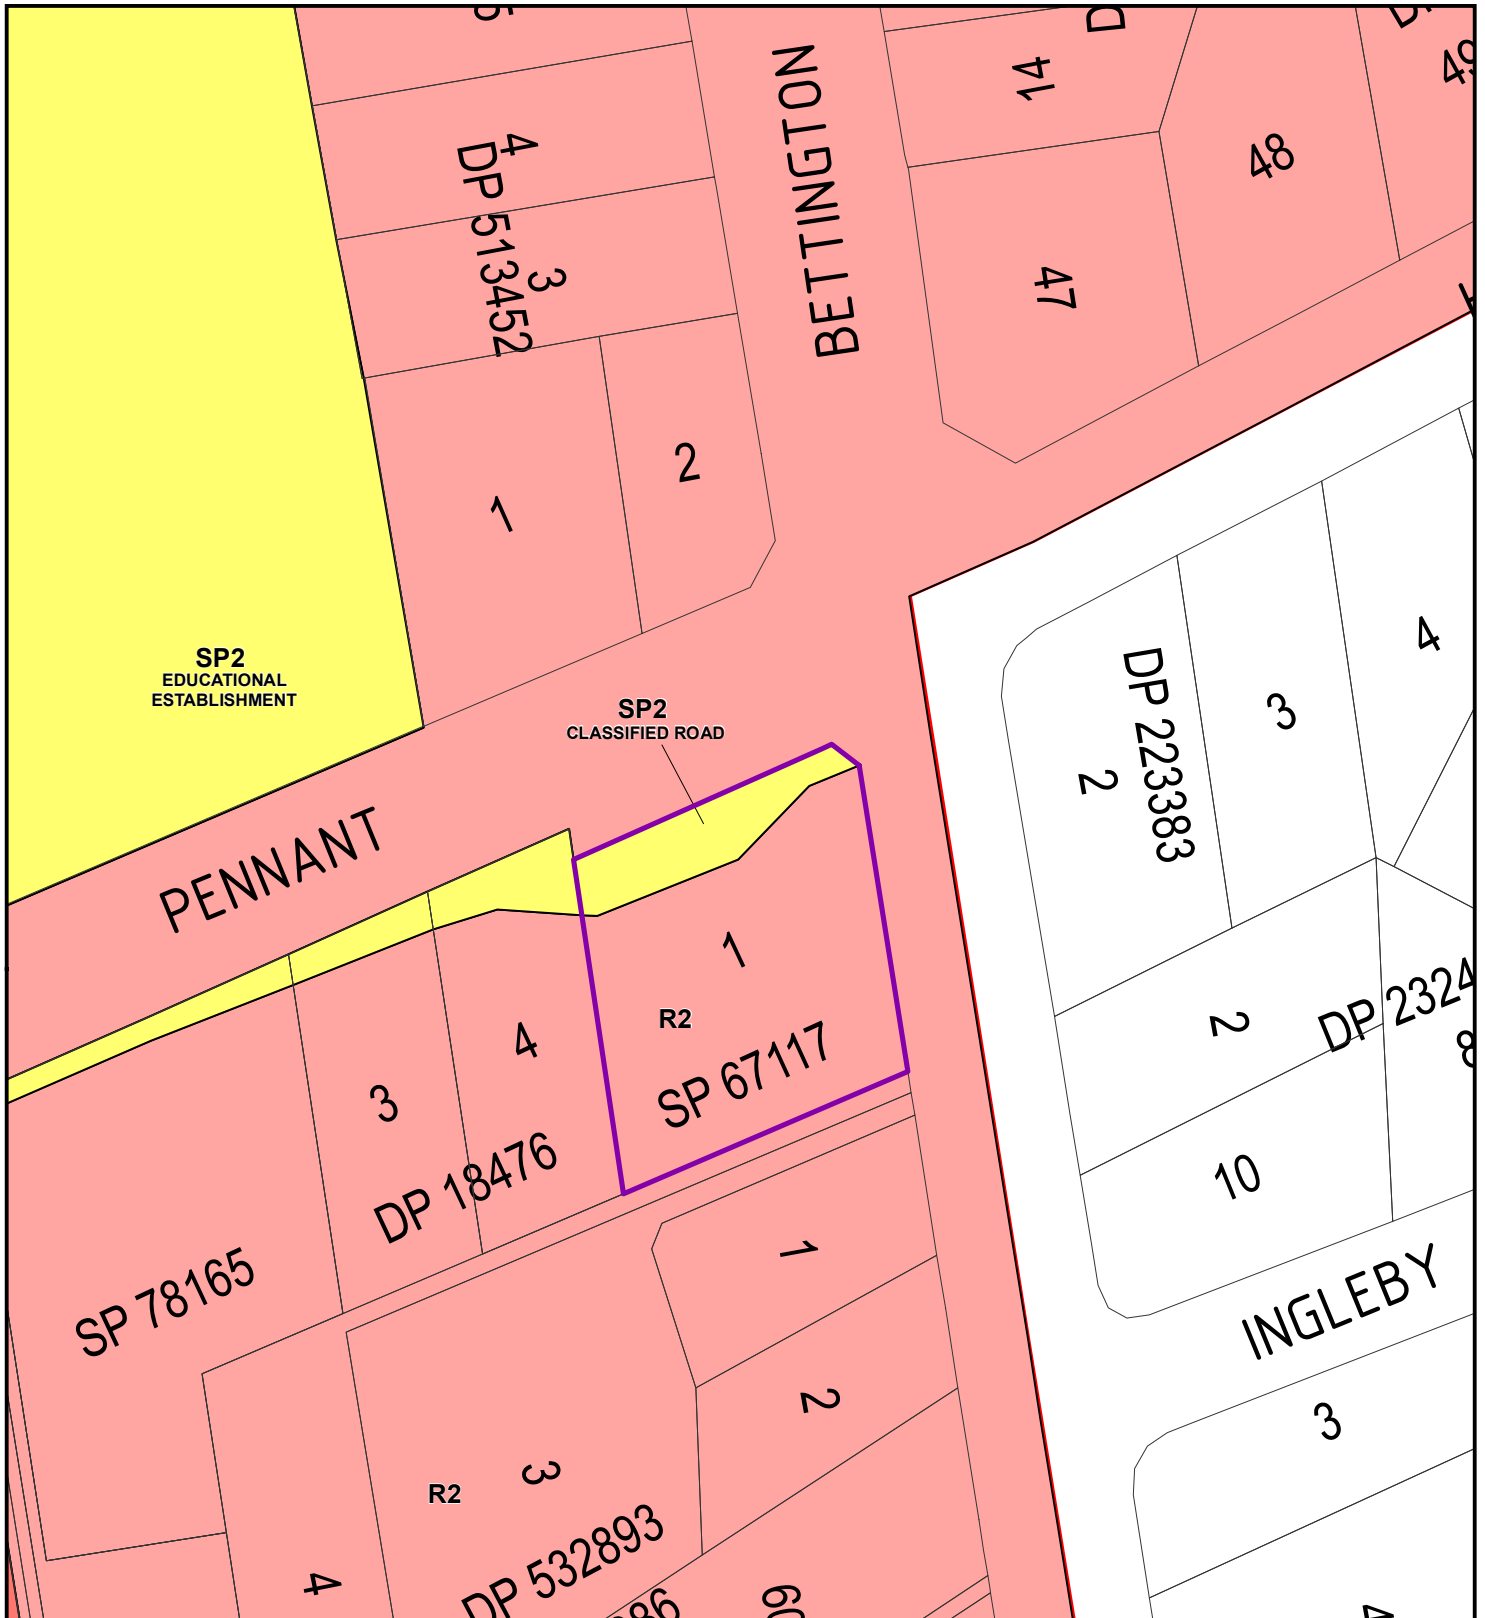 BETTINGTON
14
48
47
4
DP 513452
3
1
2
SP2
EDUCATIONAL
ESTABLISHMENT
SP2
CLASSIFIED ROAD
PENNANT
DP 223383
2
3
4
1
R2
SP 67117
3
4
DP 18476
SP 78165
2
DP 2324
10
INGLEBY
3
1
2
3
R2
DP 532893
4